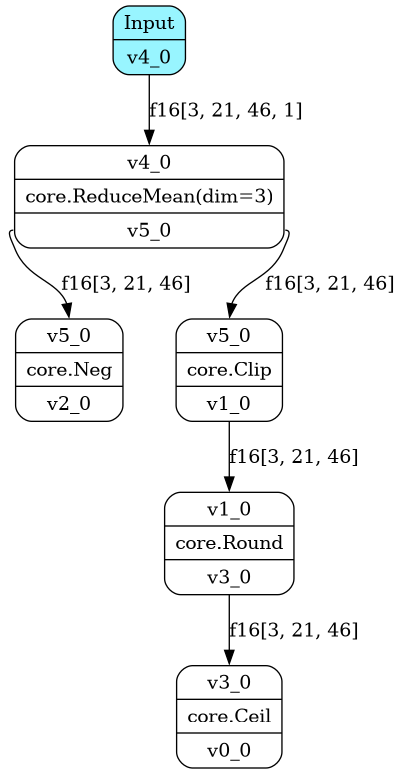 Input
v4_0
f16[3, 21, 46, 1]
v4_0
core.ReduceMean(dim=3)
v5_0
f16[3, 21, 46]
f16[3, 21, 46]
v5_0
core.Neg
v2_0
v5_0
core.Clip
v1_0
f16[3, 21, 46]
v1_0
core.Round
v3_0
f16[3, 21, 46]
v3_0
core.Ceil
v0_0